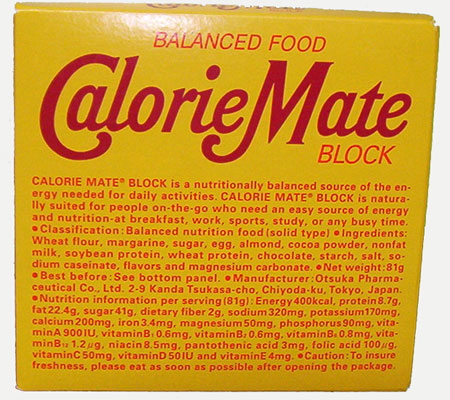 BALANCED FOOD
CalorieMate
BLOCK
CALORIE MATE® BLOCK is a nutritionally balanced source of the en-
ergy needed for daily activities. CALORIE MATE® BLOCK is natura-
lly suited for people on-the-go who need an easy source of energy
and nutrition-at breakfast, work, sports, study, or any busy time.
●Classification: Balanced nutrition food (solid type) ●Ingredients:
Wheat flour, margarine, sugar, egg, almond, cocoa powder, nonfat
milk, soybean protein, wheat protein, chocolate, starch, salt, so-
dium caseinate, flavors and magnesium carbonate. ●Net weight: 81g
●Best before: See bottom panel. ●Manufacturer: Otsuka Pharma
ceutical Co., Ltd. 2-9 Kanda Tsukasa-cho, Chiyoda-ku, Tokyo, Japan.
●Nutrition information per serving (81g): Energy 400kcal, protein 8.7g,
fat 22.4g, sugar 41g, dietary fiber 2g, sodium 320mg, potassium 170mg,
calcium 200mg, iron 3.4mg, magnesium 50mg, phosphorus 90mg, vita-
min A 900IU, vitamin B₁ 0.6mg, vitamin B₂ 0.6mg, vitamin B₆ 0.8mg, vita-
min B₁₂ 1.2μg, niacin 8.5mg, pantothenic acid 3mg, folic acid 100μg,
vitamin C 50mg, vitamin D 50IU and vitamin E 4mg. ●Caution: To insure
freshness, please eat as soon as possible after opening the package.